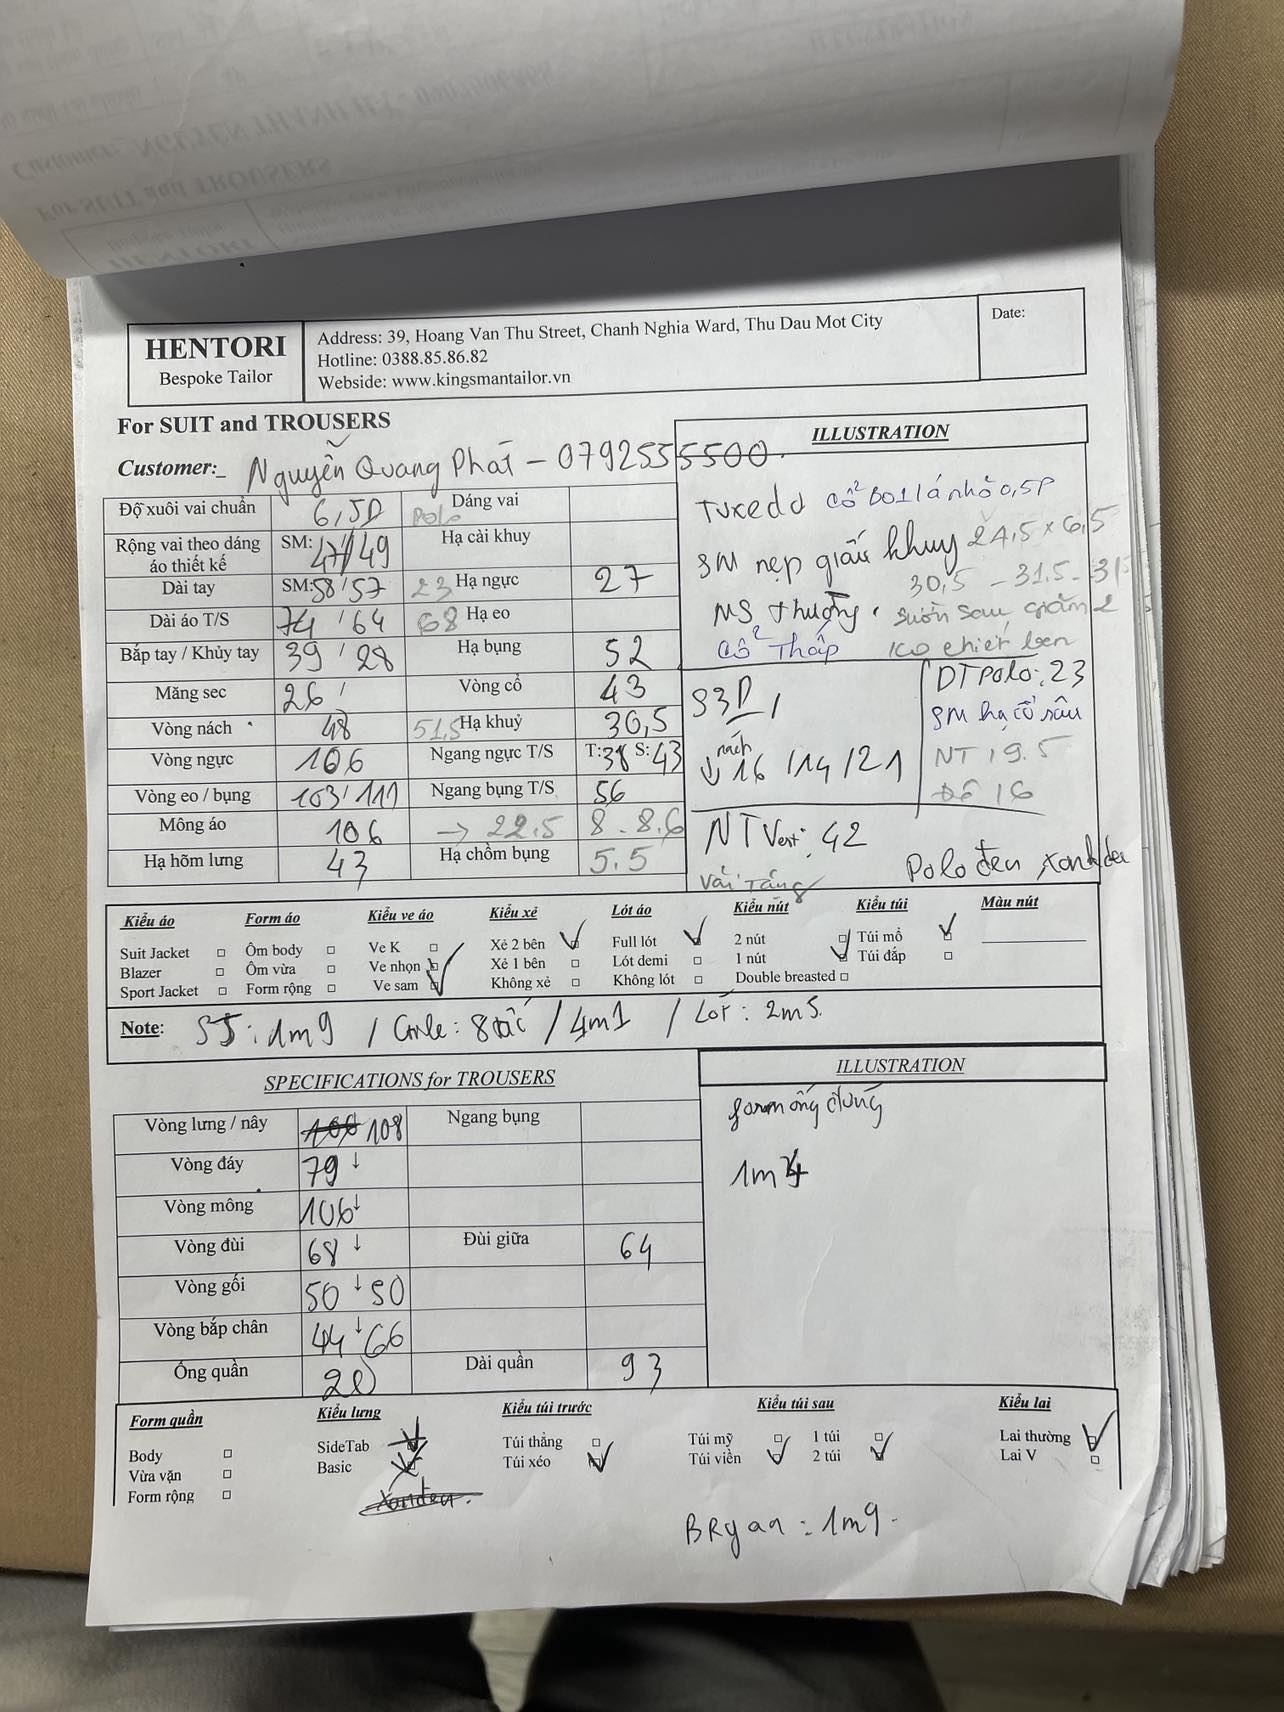 HENTORI
Bespoke Tailor
Address: 39, Hoang Van Thu Street, Chanh Nghia Ward, Thu Dau Mot City
Hotline: 0388.85.86.82
Webside: www.kingsmantailor.vn
Date:
For SUIT and TROUSERS
Customer: Nguyễn Quang Phát - 0792555500.
ILLUSTRATION
Tuxedo cổ 1 lá nhỏ 0,5P
SM nẹp giấu khuy 24,5 x 6,5
30,5 - 31.5 -
MS thường. sườn sau giảm 2
cổ thấp ko chiết ben
Độ xuôi vai chuẩn 6,5D Dáng vai
Polo
Rộng vai theo dáng áo thiết kế SM: 47/49 Hạ cài khuy
Dài tay SM: 58/57 23 Hạ ngực 27
Dài áo T/S 74/64 68 Hạ eo
Bắp tay / Khủy tay 39/28 Hạ bụng 52
Măng sec 26/ Vòng cổ 43
Vòng nách 48 51,5 Hạ khuỷ 30,5
Vòng ngực 106 Ngang ngực T/S T: 38 S: 43
Vòng eo / bụng 103/111 Ngang bụng T/S 56
Mông áo 106 → 22.5 8 - 8.6
Hạ hõm lưng 43 Hạ chồm bụng 5.5
S3D
nách
↓ 16 /14 /21
DT polo: 23
SM hạ cổ sâu
NT 19.5
16
NT Vest: 42
Polo đen
Kiểu áo Form áo Kiểu ve áo Kiểu xẻ Lót áo Kiểu nút Kiểu túi Màu nút
Suit Jacket Ôm body Ve K Xẻ 2 bên Full lót 2 nút Túi mổ
Blazer Ôm vừa Ve nhọn Xẻ 1 bên Lót demi 1 nút Túi đắp
Sport Jacket Form rộng Ve sam Không xẻ Không lót Double breasted
Note: SJ: 1m9 / Gile: 8 tấc / 4m1 / Lót: 2m5.
SPECIFICATIONS for TROUSERS
ILLUSTRATION
form ống đứng
Vòng lưng / nây 106 108 Ngang bụng
Vòng đáy 79 ↓
Vòng mông 106 ↓
Vòng đùi 68 ↓ Đùi giữa 64
Vòng gối 50 ↓ 50
Vòng bắp chân 44 ↓ 66
Ống quần 20 Dài quần 93
Form quần Kiểu lưng Kiểu túi trước Kiểu túi sau Kiểu lai
Body SideTab Túi thẳng Túi mỹ 1 túi Lai thường
Vừa vặn Basic Túi xéo Túi viền 2 túi Lai V
Form rộng
BRyan: 1m9.